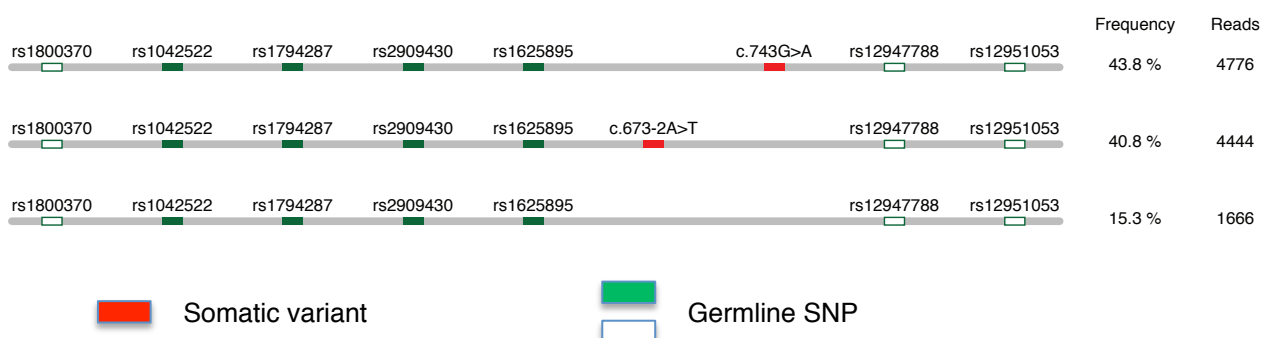 Frequency Reads
rs1800370 rs1042522 rs1794287 rs2909430 rs1625895 c.743G>A rs12947788 rs12951053
43.8 % 4776
rs1800370 rs1042522 rs1794287 rs2909430 rs1625895 c.673-2A>T rs12947788 rs12951053
40.8 % 4444
rs1800370 rs1042522 rs1794287 rs2909430 rs1625895 rs12947788 rs12951053
15.3 % 1666
Somatic variant Germline SNP